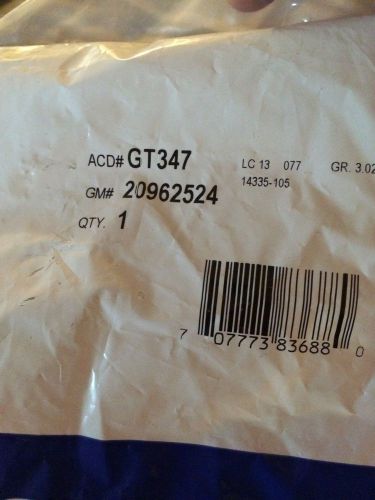 ACD# GT347 LC 13 077 GR. 3.02
GM# 20962524 14335-105
QTY. 1
7 07773 83688 0